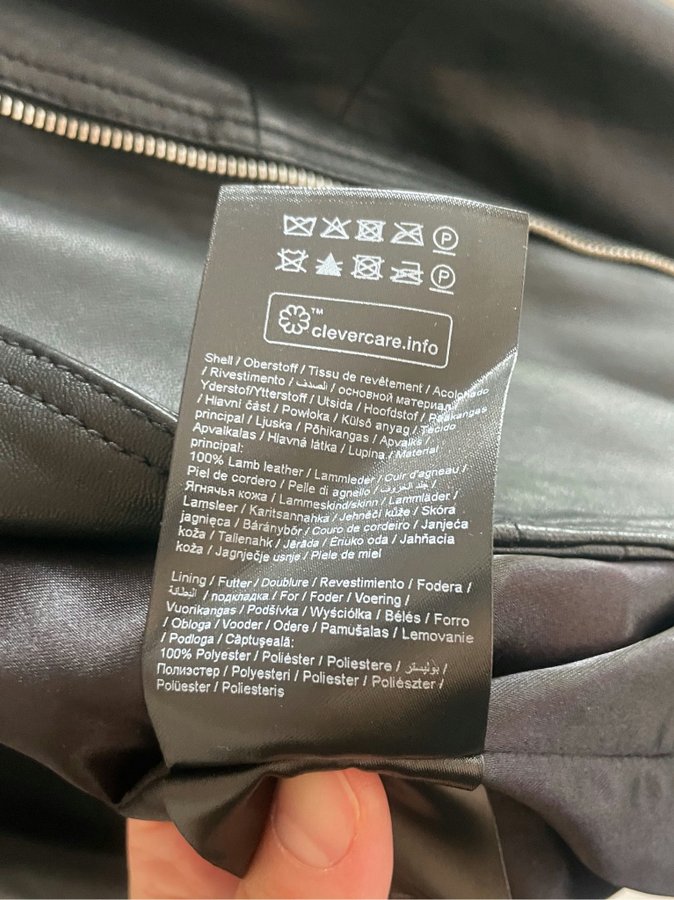 P
P
™
clevercare.info
Shell / Oberstoff / Tissu de revêtement / Acolchado
/ Rivestimento / الصدف / основной материал /
Yderstof/Ytterstoff / Utsida / Hoofdstof / Pääkangas
/ Hlavní část / Powłoka / Külső anyag / Tecido
principal / Ljuska / Põhikangas / Apvalks /
Apvalkalas / Hlavná látka / Lupina / Material
principal:
100% Lamb leather / Lammleder / Cuir d'agneau /
Piel de cordero / Pelle di agnello / جلد الخروف /
Ягнячья кожа / Lammeskind/skinn / Lammläder /
Lamsleer / Karitsannahka / Jehněčí kůže / Skóra
jagnięca / Báránybőr / Couro de cordeiro / Janjeća
koža / Tallenahk / Jērāda / Ėriuko oda / Jahňacia
koža / Jagnječje usnje / Piele de miel
Lining / Futter / Doublure / Revestimiento / Fodera /
البطانة / подкладка / For / Foder / Voering /
Vuorikangas / Podšívka / Wyściółka / Bélés / Forro
/ Obloga / Vooder / Odere / Pamušalas / Lemovanie
/ Podloga / Căptușeală:
100% Polyester / Poliéster / Poliestere / بوليستر /
Полиэстер / Polyesteri / Poliester / Poliészter /
Polüester / Poliesteris